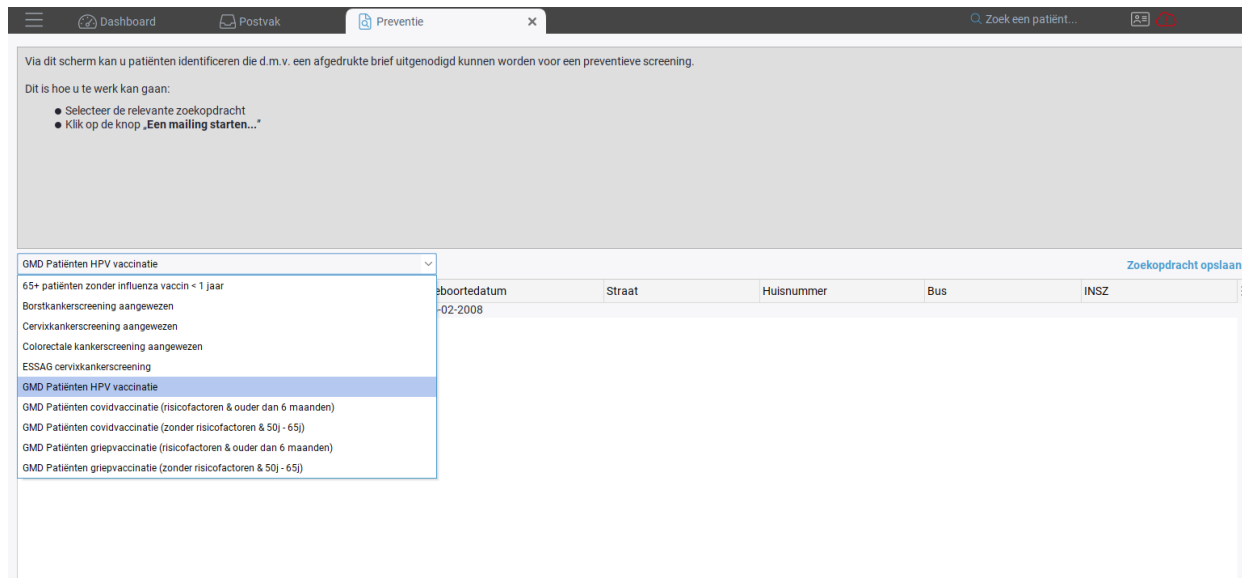 Dashboard Postvak Preventie × Zoek een patiënt...
Via dit scherm kan u patiënten identificeren die d.m.v. een afgedrukte brief uitgenodigd kunnen worden voor een preventieve screening.
Dit is hoe u te werk kan gaan:
● Selecteer de relevante zoekopdracht
● Klik op de knop „Een mailing starten..."
GMD Patiënten HPV vaccinatie Zoekopdracht opslaan
65+ patiënten zonder influenza vaccin < 1 jaar
eboortedatum Straat Huisnummer Bus INSZ
Borstkankerscreening aangewezen
-02-2008
Cervixkankerscreening aangewezen
Colorectale kankerscreening aangewezen
ESSAG cervixkankerscreening
GMD Patiënten HPV vaccinatie
GMD Patiënten covidvaccinatie (risicofactoren & ouder dan 6 maanden)
GMD Patiënten covidvaccinatie (zonder risicofactoren & 50j - 65j)
GMD Patiënten griepvaccinatie (risicofactoren & ouder dan 6 maanden)
GMD Patiënten griepvaccinatie (zonder risicofactoren & 50j - 65j)